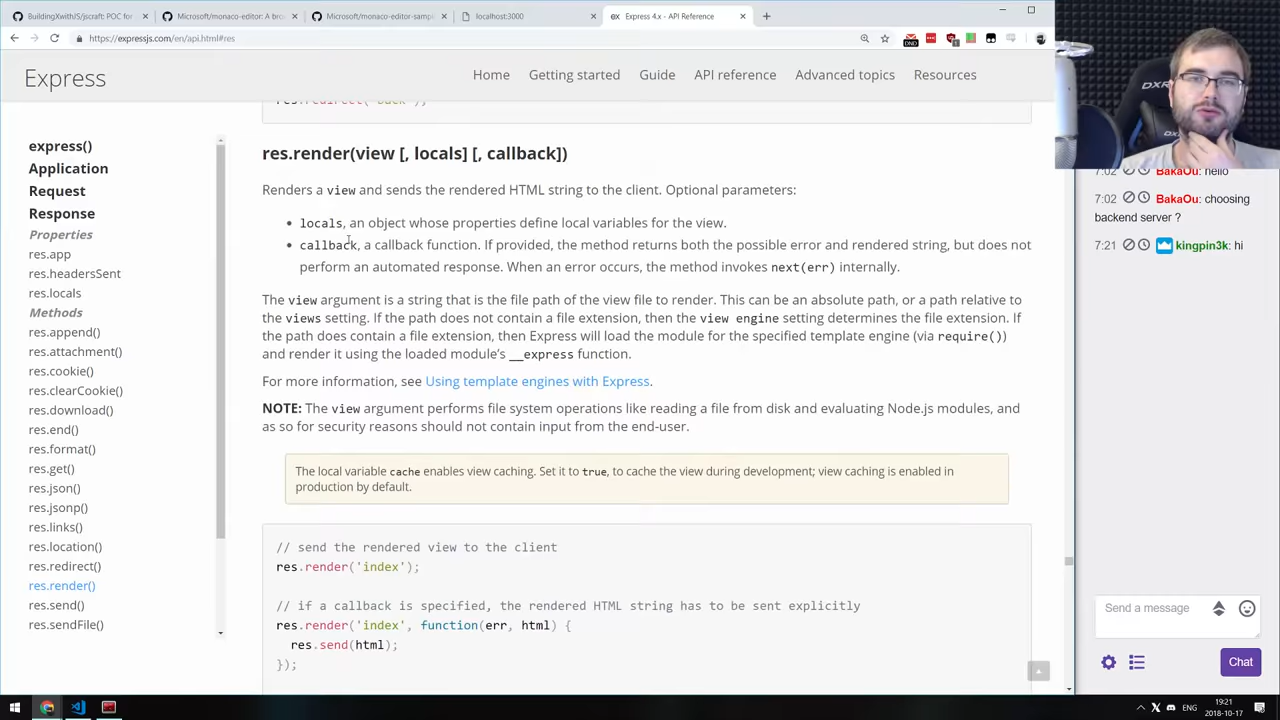 BuildingXwithJS/jscraft: POC for
Microsoft/monaco-editor: A brow
Microsoft/monaco-editor-sampl
localhost:3000
Express 4.x - API Reference
https://expressjs.com/en/api.html#res
Express
Home
Getting started
Guide
API reference
Advanced topics
Resources
res.redirect('back');
express()
Application
Request
Response
Properties
res.app
res.headersSent
res.locals
Methods
res.append()
res.attachment()
res.cookie()
res.clearCookie()
res.download()
res.end()
res.format()
res.get()
res.json()
res.jsonp()
res.links()
res.location()
res.redirect()
res.render()
res.send()
res.sendFile()
res.render(view [, locals] [, callback])
Renders a view and sends the rendered HTML string to the client. Optional parameters:
locals, an object whose properties define local variables for the view.
callback, a callback function. If provided, the method returns both the possible error and rendered string, but does not
perform an automated response. When an error occurs, the method invokes next(err) internally.
The view argument is a string that is the file path of the view file to render. This can be an absolute path, or a path relative to
the views setting. If the path does not contain a file extension, then the view engine setting determines the file extension. If
the path does contain a file extension, then Express will load the module for the specified template engine (via require())
and render it using the loaded module's __express function.
For more information, see Using template engines with Express.
NOTE: The view argument performs file system operations like reading a file from disk and evaluating Node.js modules, and
as so for security reasons should not contain input from the end-user.
The local variable cache enables view caching. Set it to true, to cache the view during development; view caching is enabled in
production by default.
// send the rendered view to the client
res.render('index');
// if a callback is specified, the rendered HTML string has to be sent explicitly
res.render('index', function(err, html) {
res.send(html);
});
DXR
7:02 BakaOu: hello
7:02 BakaOu: choosing
backend server ?
7:21 kingpin3k: hi
Send a message
Chat
ENG
19:21
2018-10-17